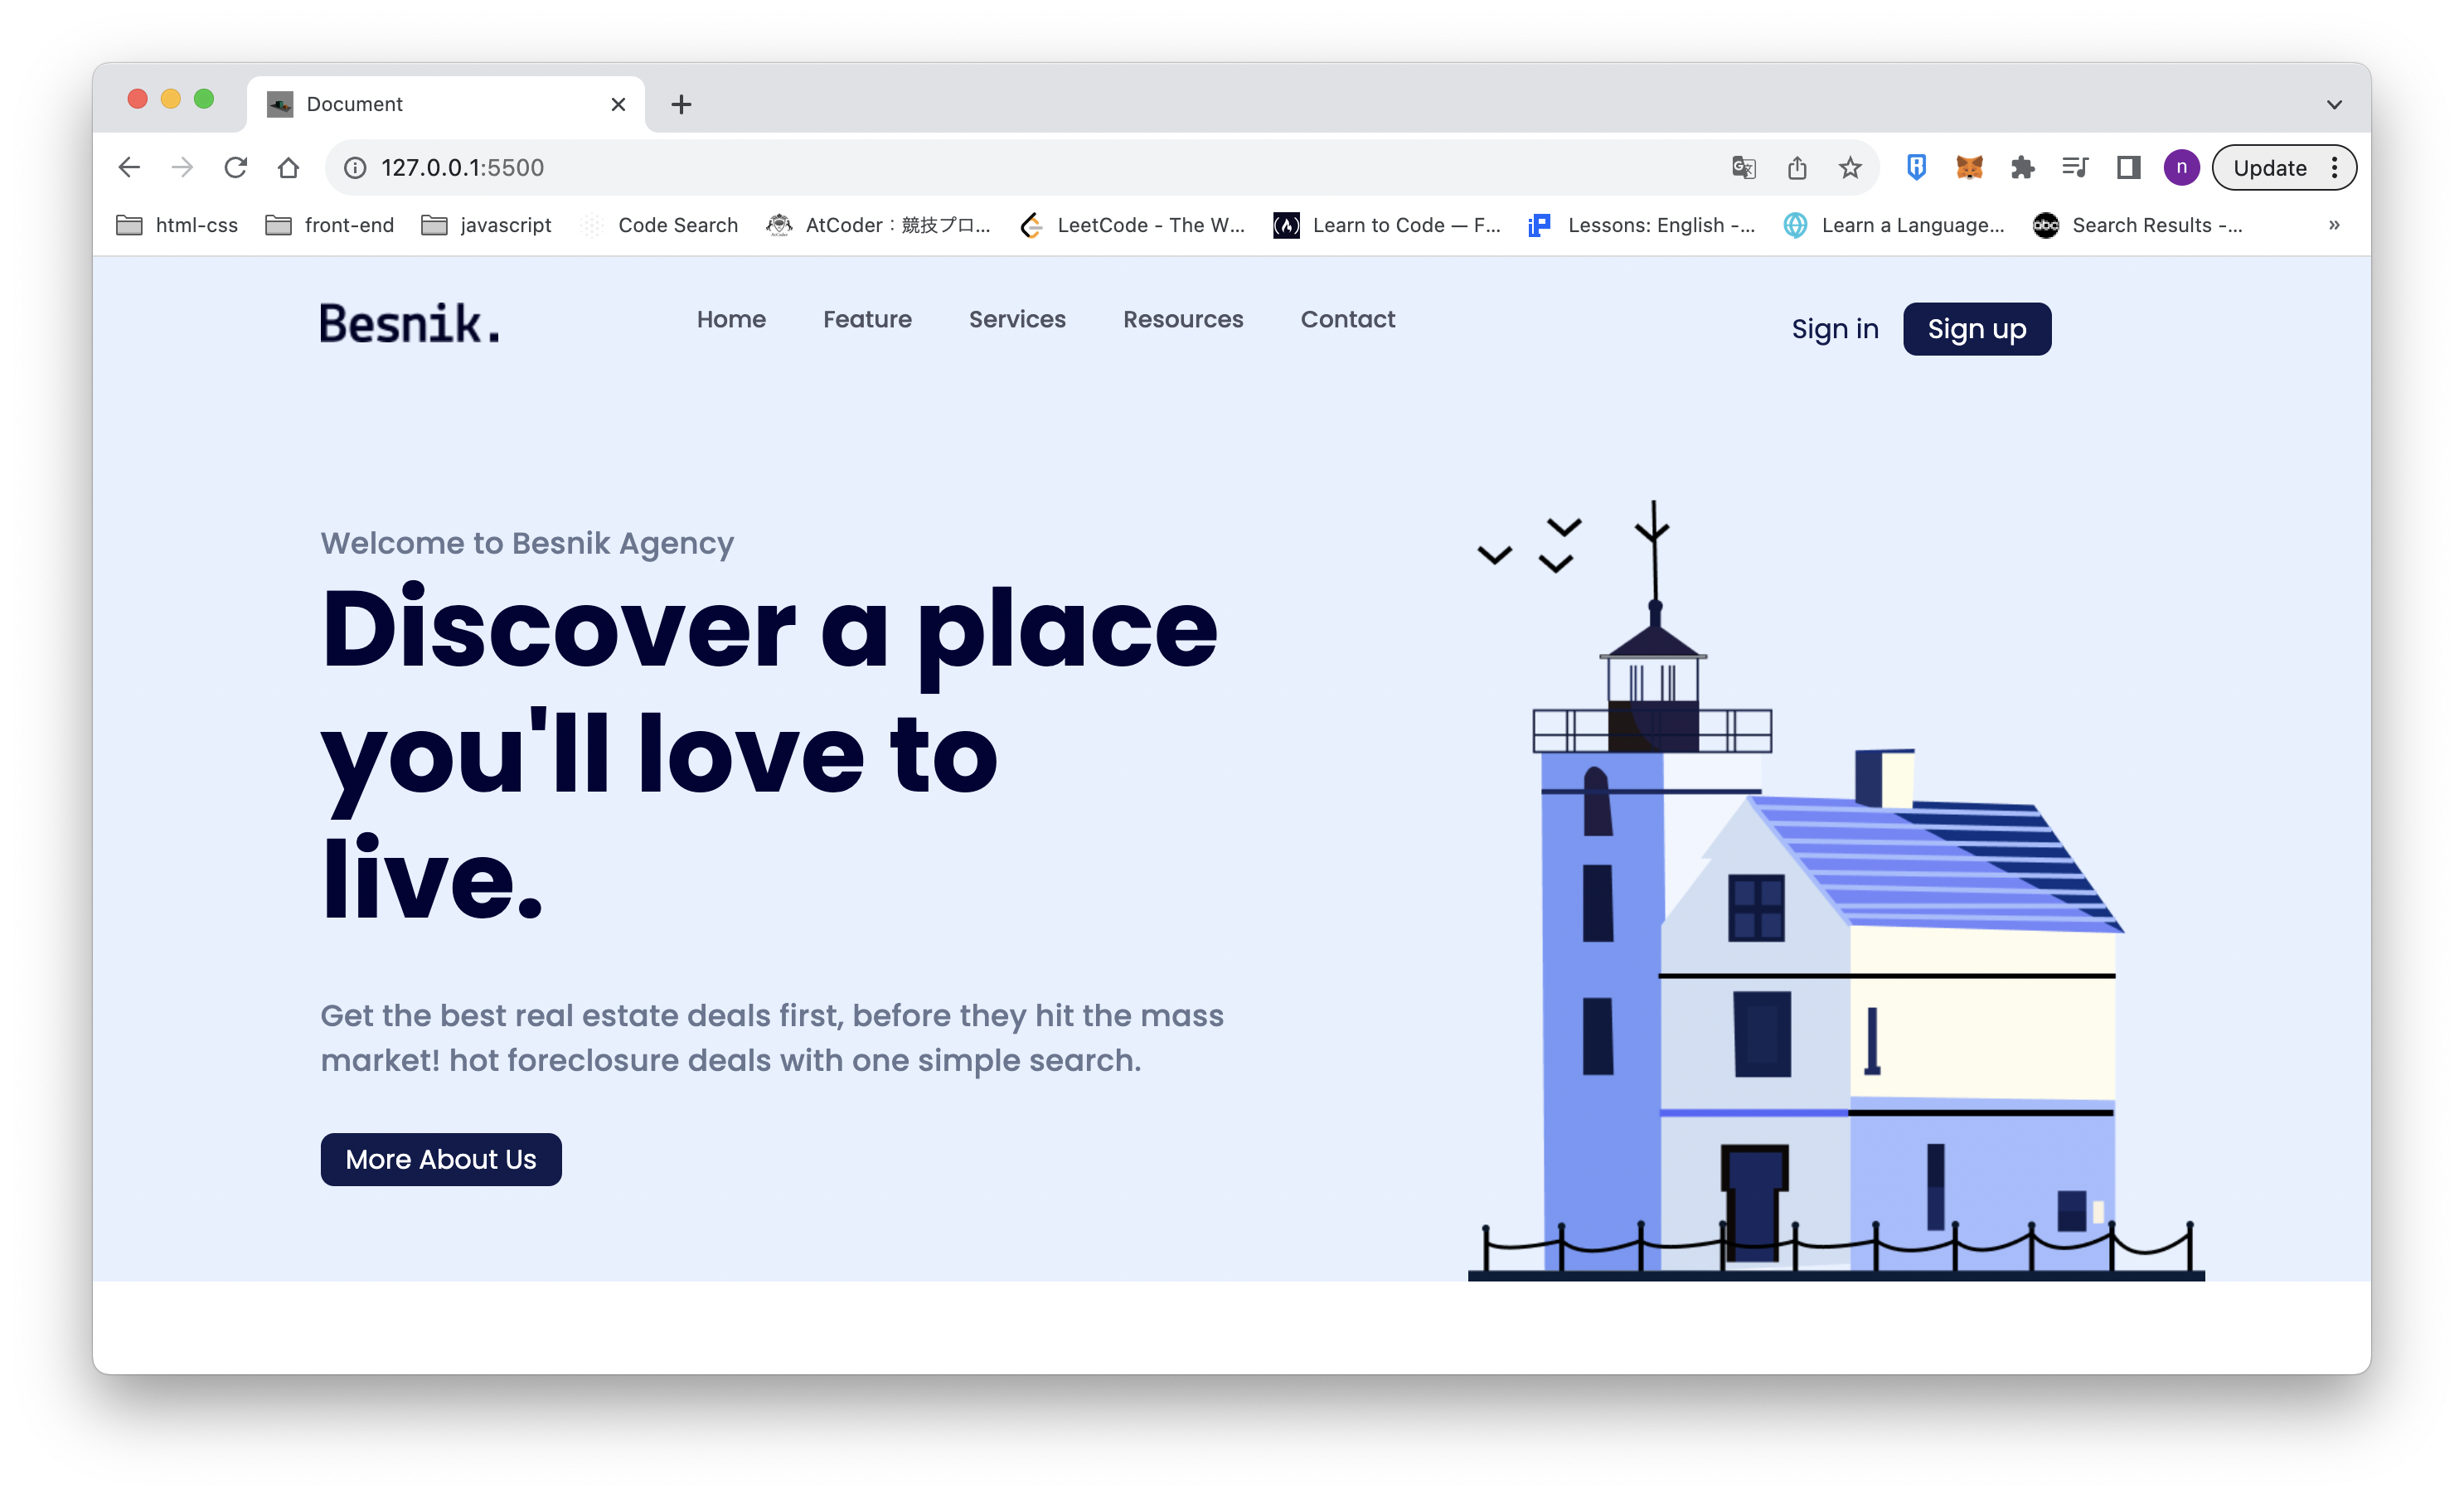 Document
127.0.0.1:5500
n
Update
html-css
front-end
javascript
Code Search
AtCoder：競技プロ...
LeetCode - The W...
Learn to Code — F...
Lessons: English -...
Learn a Language...
abc
Search Results -...
»
Besnik.
Home
Feature
Services
Resources
Contact
Sign in
Sign up
Welcome to Besnik Agency
Discover a place
you'll love to
live.
Get the best real estate deals first, before they hit the mass
market! hot foreclosure deals with one simple search.
More About Us